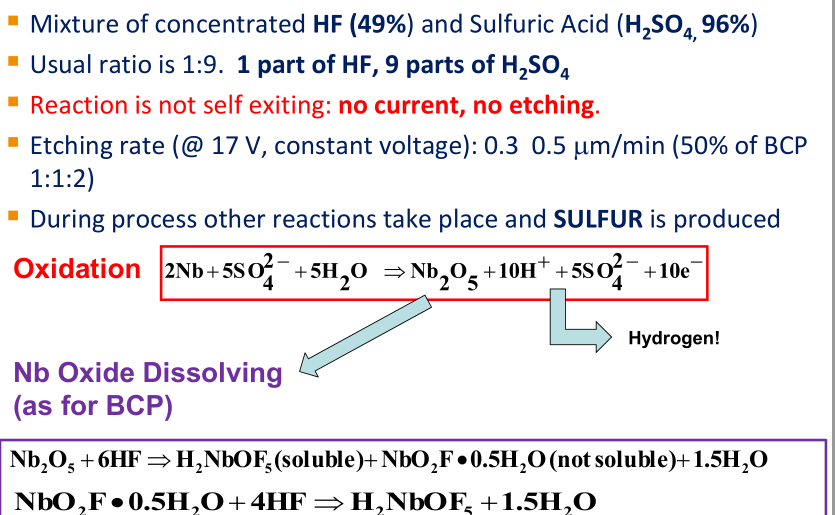 ▪ Mixture of concentrated HF (49%) and Sulfuric Acid (H₂SO₄, 96%)
▪ Usual ratio is 1:9. 1 part of HF, 9 parts of H₂SO₄
▪ Reaction is not self exiting: no current, no etching.
▪ Etching rate (@ 17 V, constant voltage): 0.3 0.5 μm/min (50% of BCP
1:1:2)
▪ During process other reactions take place and SULFUR is produced
Oxidation 2Nb+5SO₄²⁻ +5H₂O ⇒Nb₂O₅+10H⁺+5SO₄²⁻+10e⁻
Hydrogen!
Nb Oxide Dissolving
(as for BCP)
Nb₂O₅+6HF⇒H₂NbOF₅(soluble)+NbO₂F•0.5H₂O(not soluble)+1.5H₂O
NbO₂F•0.5H₂O+4HF⇒H₂NbOF₅+1.5H₂O